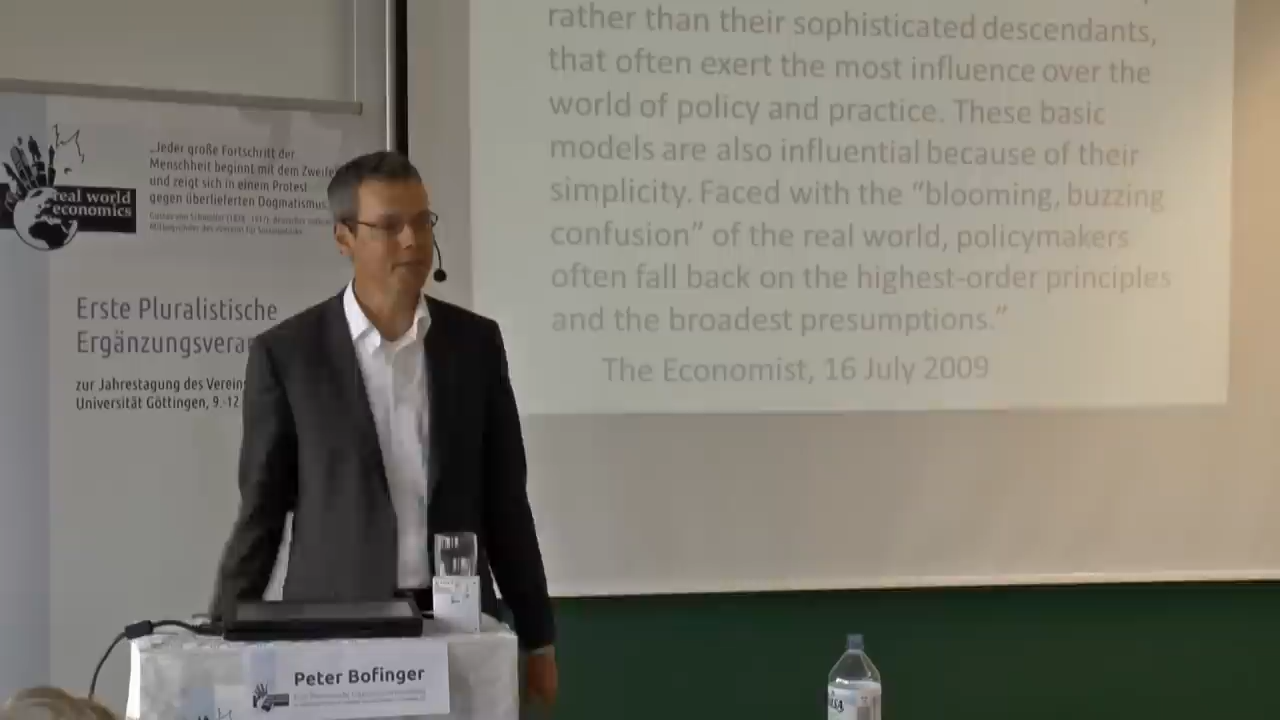 „Jeder große Fortschritt der
Menschheit beginnt mit dem Zweifel
und zeigt sich in einem Protest
gegen überlieferten Dogmatismus.
real world
economics
Erste Pluralistische
Ergänzungsveran
zur Jahrestagung des Vereins
Universität Göttingen, 9.-12
rather than their sophisticated descendants,
that often exert the most influence over the
world of policy and practice. These basic
models are also influential because of their
simplicity. Faced with the “blooming, buzzing
confusion” of the real world, policymakers
often fall back on the highest-order principles
and the broadest presumptions.”
The Economist, 16 July 2009
Peter Bofinger